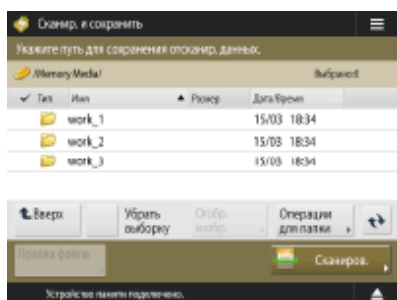 Сканир. и сохранить
Укажите путь для сохранения отсканир. данных.
/Memory Media/ Выбрано:0
Тип Имя Размер Дата/Время
work_1 15/03 18:34
work_2 15/03 18:34
work_3 15/03 18:34
Вверх Убрать выборку Отобр. изобр. Операции для папки
Правка файла Сканиров.
Устройство памяти подключено.